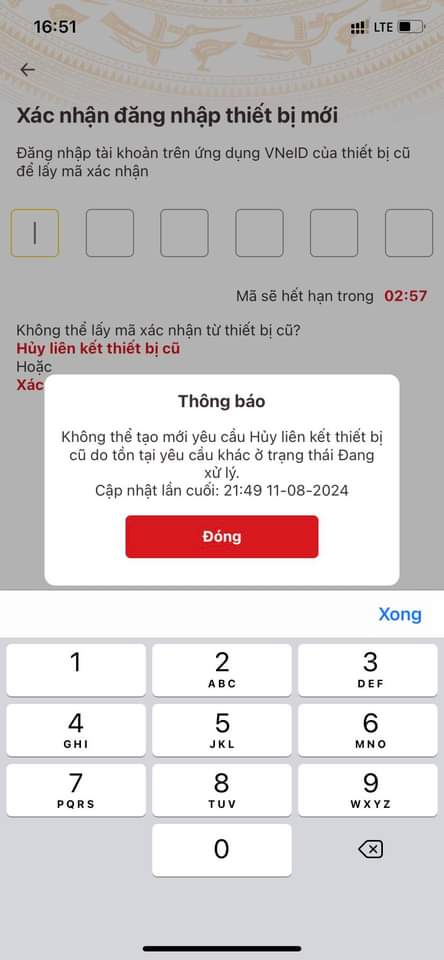 16:51
LTE
Xác nhận đăng nhập thiết bị mới
Đăng nhập tài khoản trên ứng dụng VNeID của thiết bị cũ
để lấy mã xác nhận
Mã sẽ hết hạn trong 02:57
Không thể lấy mã xác nhận từ thiết bị cũ?
Hủy liên kết thiết bị cũ
Hoặc
Xác
Thông báo
Không thể tạo mới yêu cầu Hủy liên kết thiết bị
cũ do tồn tại yêu cầu khác ở trạng thái Đang
xử lý.
Cập nhật lần cuối: 21:49 11-08-2024
Đóng
Xong
1 2 3
ABC DEF
4 5 6
GHI JKL MNO
7 8 9
PQRS TUV WXYZ
0